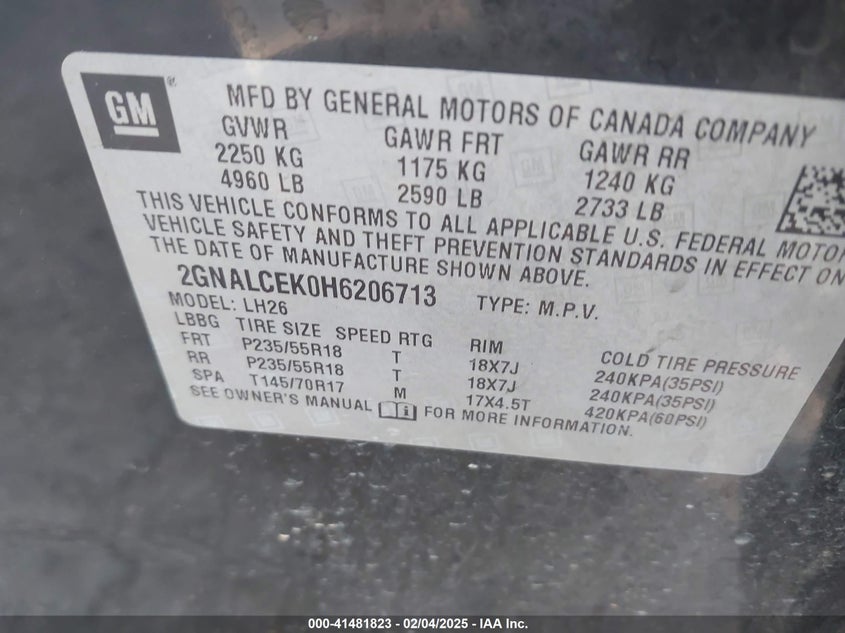 GM ®
MFD BY GENERAL MOTORS OF CANADA COMPANY
GVWR GAWR FRT GAWR RR
2250 KG 1175 KG 1240 KG
4960 LB 2590 LB 2733 LB
THIS VEHICLE CONFORMS TO ALL APPLICABLE U.S. FEDERAL MOTOR
VEHICLE SAFETY AND THEFT PREVENTION STANDARDS IN EFFECT ON
THE DATE OF MANUFACTURE SHOWN ABOVE.
2GNALCEK0H6206713 TYPE: M.P.V.
MODEL: LH26
LBBG TIRE SIZE SPEED RTG RIM COLD TIRE PRESSURE
FRT P235/55R18 T 18X7J 240KPA(35PSI)
RR P235/55R18 T 18X7J 240KPA(35PSI)
SPA T145/70R17 M 17X4.5T 420KPA(60PSI)
SEE OWNER'S MANUAL FOR MORE INFORMATION.
000-41481823 — 02/04/2025 — IAA Inc.